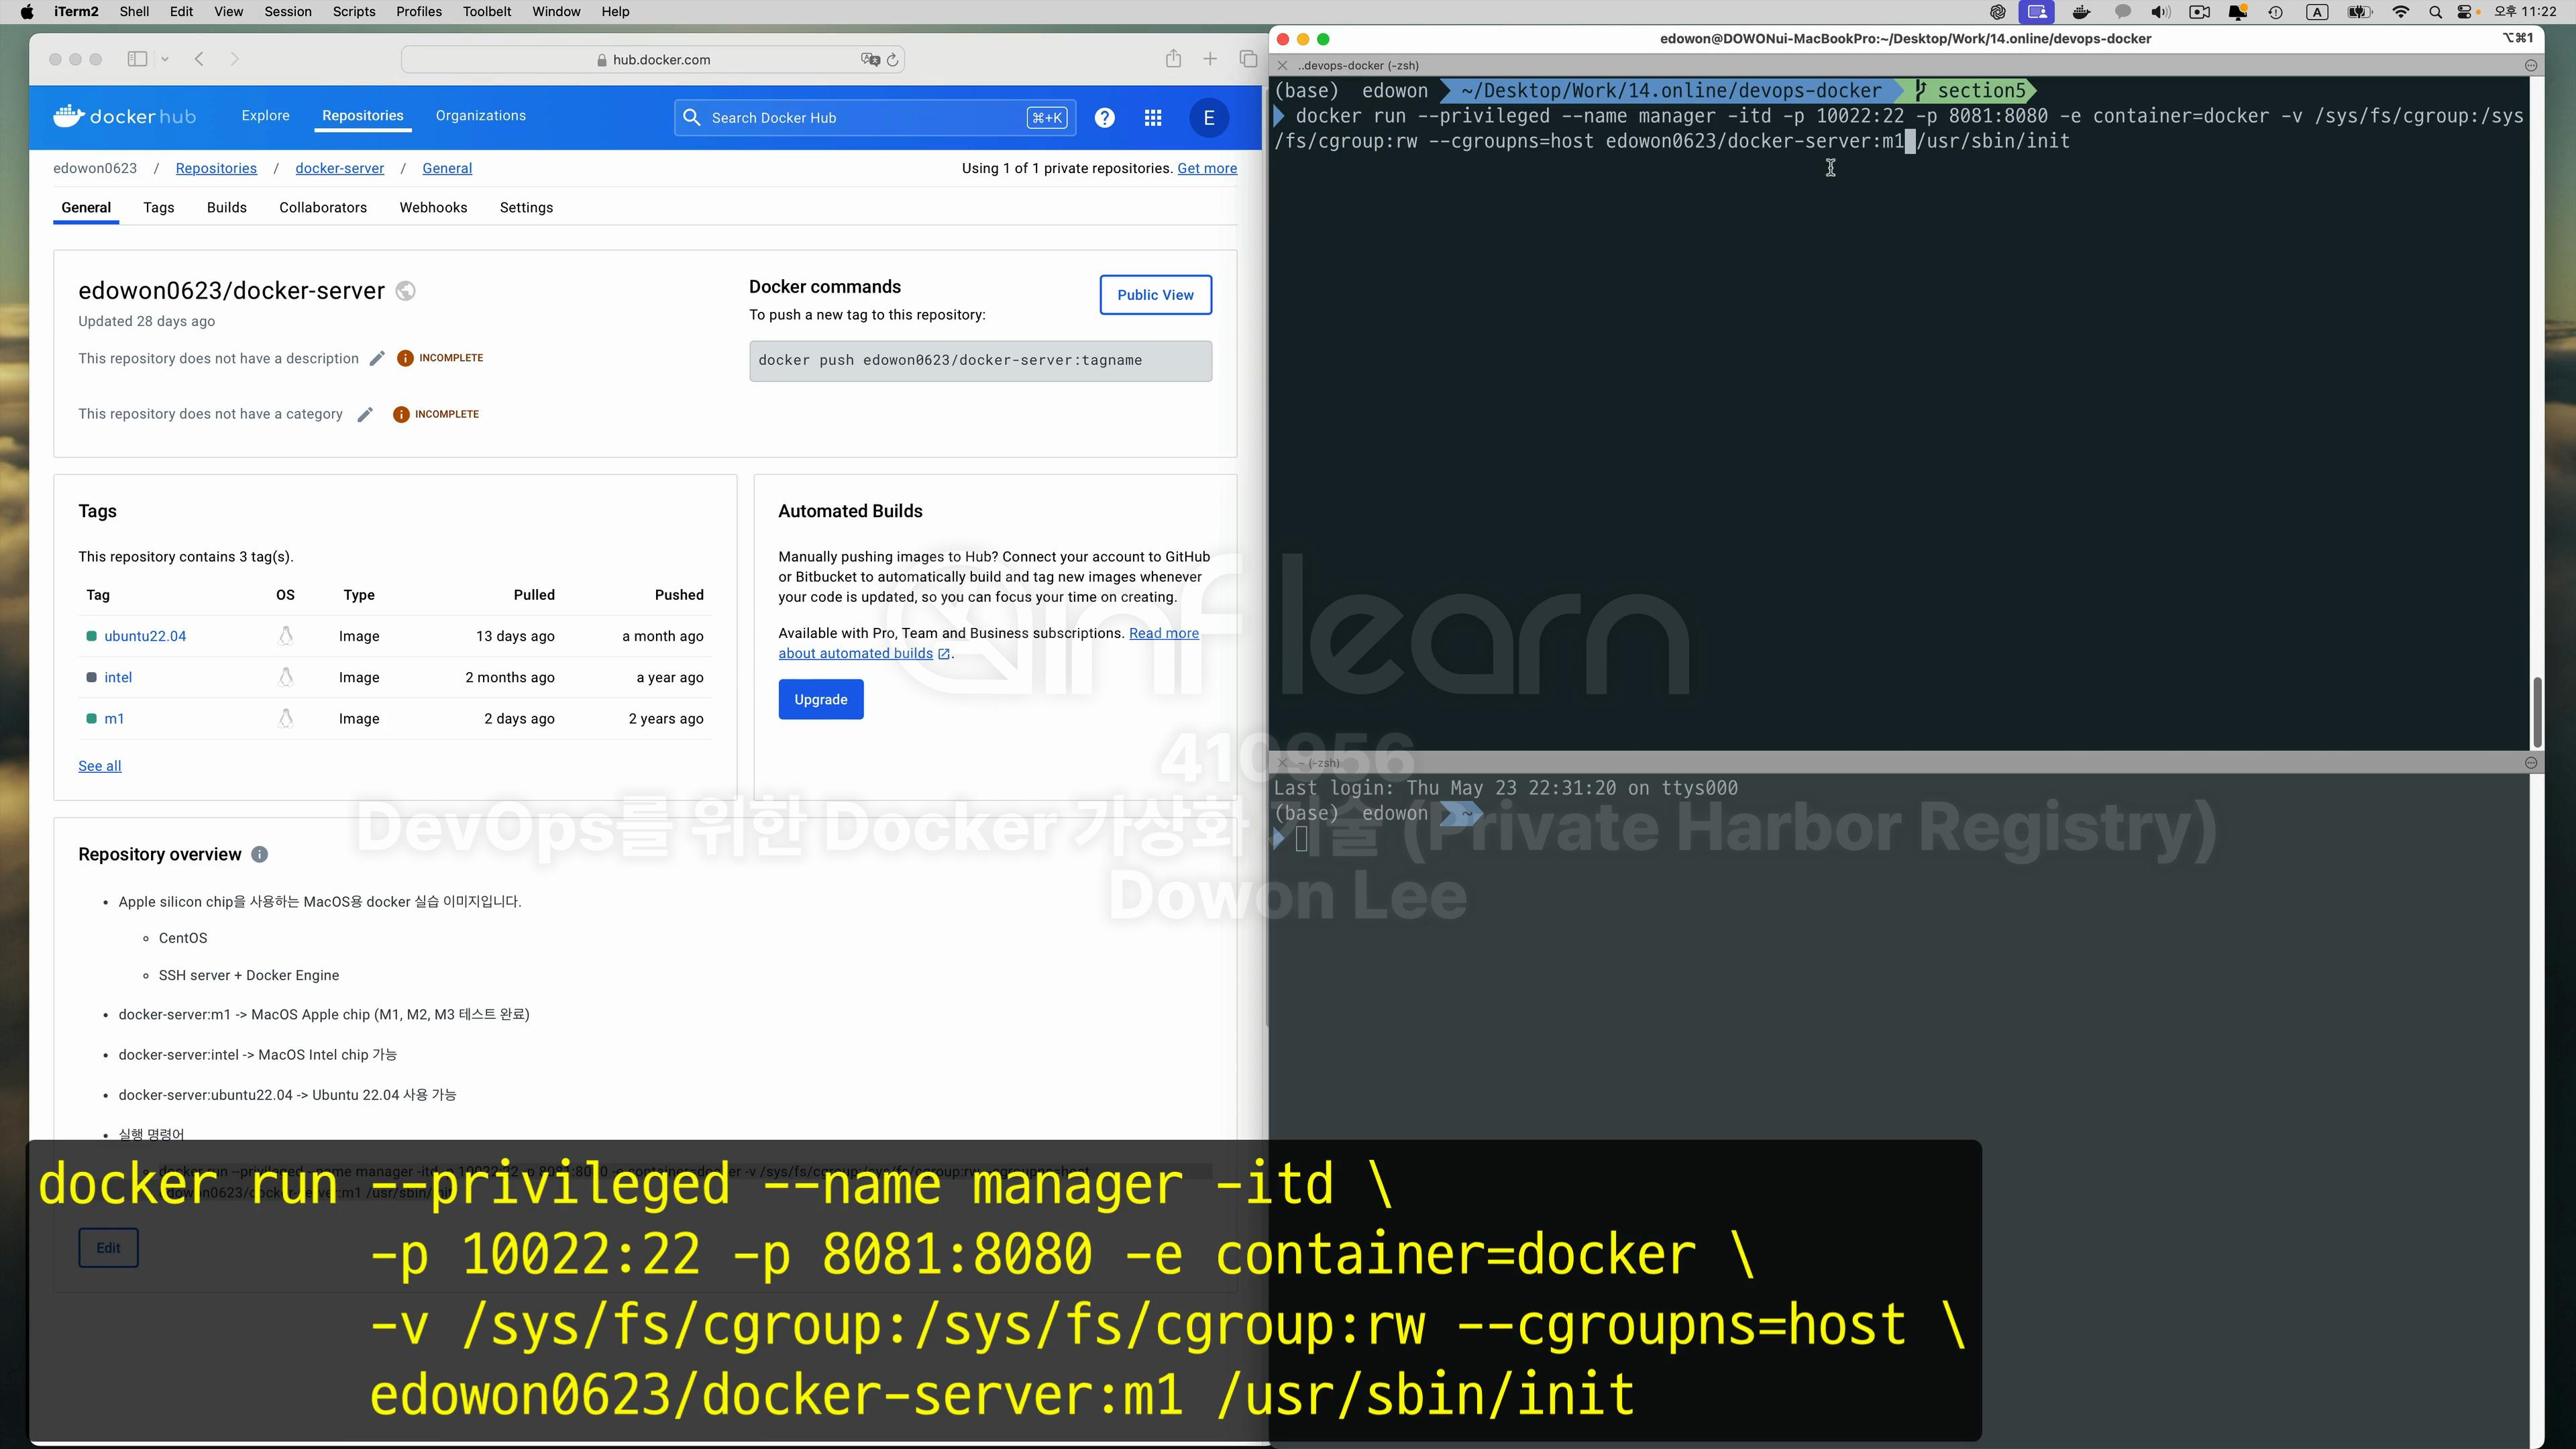 iTerm2 Shell Edit View Session Scripts Profiles Toolbelt Window Help
오후 11:22
hub.docker.com
docker hub Explore Repositories Organizations
Search Docker Hub ⌘+K
E
edowon0623 / Repositories / docker-server / General
Using 1 of 1 private repositories. Get more
General Tags Builds Collaborators Webhooks Settings
edowon0623/docker-server
Updated 28 days ago
This repository does not have a description INCOMPLETE
This repository does not have a category INCOMPLETE
Docker commands
Public View
To push a new tag to this repository:
docker push edowon0623/docker-server:tagname
Tags
This repository contains 3 tag(s).
Tag OS Type Pulled Pushed
ubuntu22.04 Image 13 days ago a month ago
intel Image 2 months ago a year ago
m1 Image 2 days ago 2 years ago
See all
Automated Builds
Manually pushing images to Hub? Connect your account to GitHub
or Bitbucket to automatically build and tag new images whenever
your code is updated, so you can focus your time on creating.
Available with Pro, Team and Business subscriptions. Read more
about automated builds.
Upgrade
Repository overview
Apple silicon chip을 사용하는 MacOS용 docker 실습 이미지입니다.
CentOS
SSH server + Docker Engine
docker-server:m1 -> MacOS Apple chip (M1, M2, M3 테스트 완료)
docker-server:intel -> MacOS Intel chip 가능
docker-server:ubuntu22.04 -> Ubuntu 22.04 사용 가능
실행 명령어
Edit
edowon@DOWONui-MacBookPro:~/Desktop/Work/14.online/devops-docker
⌥⌘1
..devops-docker (-zsh)
(base) edowon ~/Desktop/Work/14.online/devops-docker section5
docker run --privileged --name manager -itd -p 10022:22 -p 8081:8080 -e container=docker -v /sys/fs/cgroup:/sys
/fs/cgroup:rw --cgroupns=host edowon0623/docker-server:m1 /usr/sbin/init
~ (-zsh)
Last login: Thu May 23 22:31:20 on ttys000
(base) edowon ~
inflearn
410956
DevOps를 위한 Docker 가상화 기술 (Private Harbor Registry)
Dowon Lee
docker run --privileged --name manager -itd \
-p 10022:22 -p 8081:8080 -e container=docker \
-v /sys/fs/cgroup:/sys/fs/cgroup:rw --cgroupns=host \
edowon0623/docker-server:m1 /usr/sbin/init